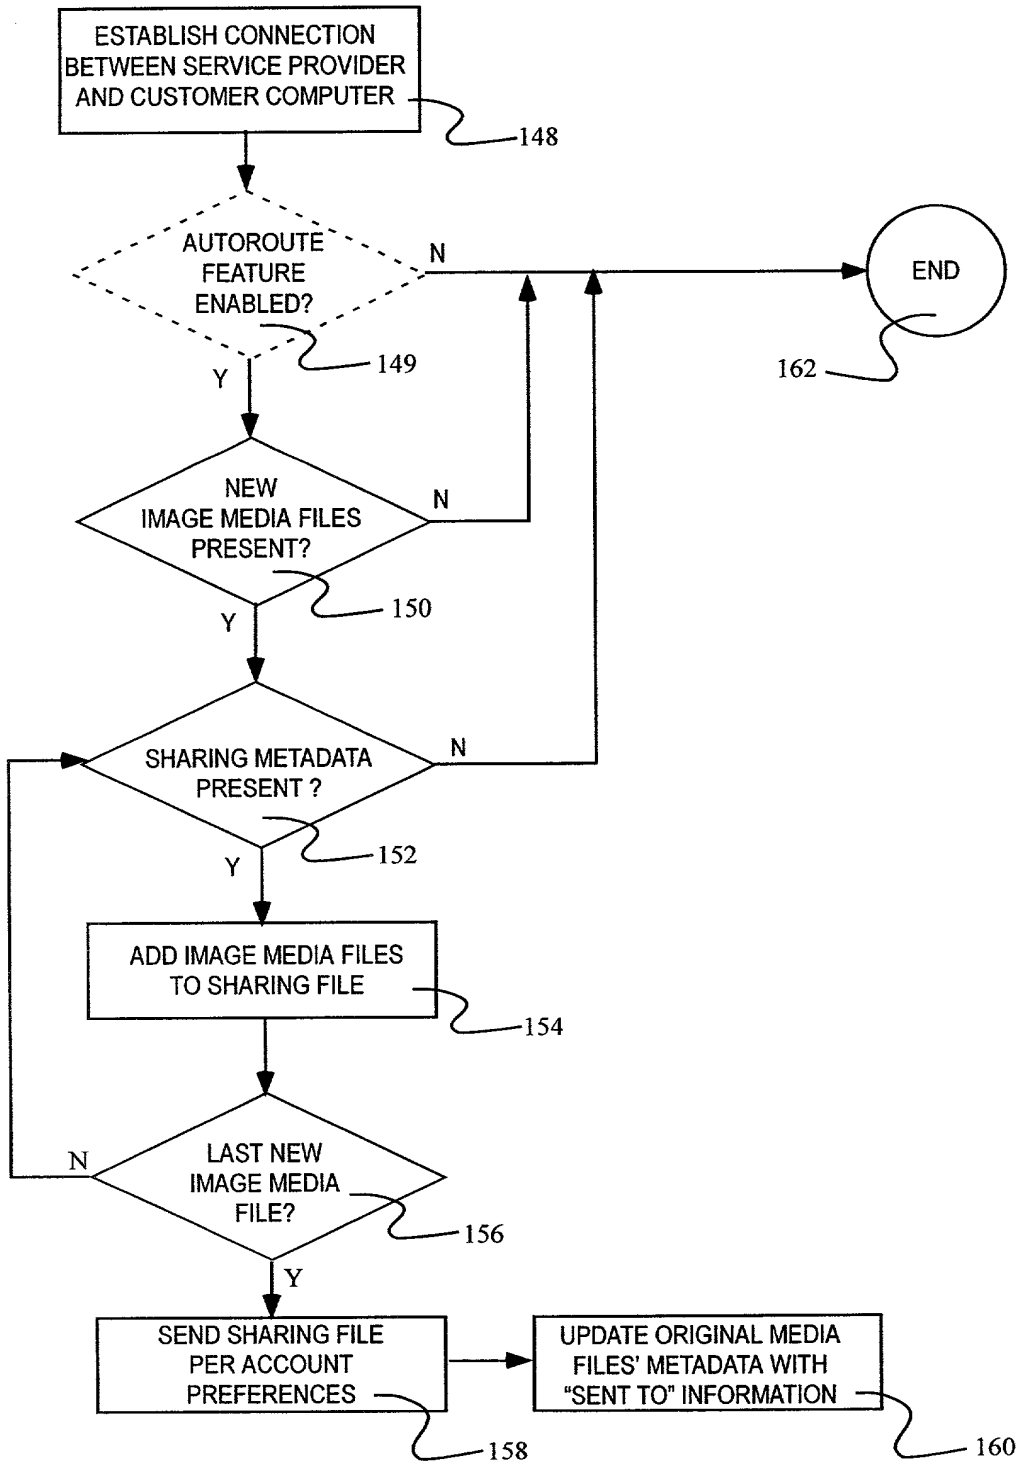 ESTABLISH CONNECTION
BETWEEN SERVICE PROVIDER
AND CUSTOMER COMPUTER
148
AUTOROUTE
FEATURE
ENABLED?
149
N
Y
END
162
NEW
IMAGE MEDIA FILES
PRESENT?
150
N
Y
SHARING METADATA
PRESENT ?
152
N
Y
ADD IMAGE MEDIA FILES
TO SHARING FILE
154
LAST NEW
IMAGE MEDIA
FILE?
156
N
Y
SEND SHARING FILE
PER ACCOUNT
PREFERENCES
158
UPDATE ORIGINAL MEDIA
FILES' METADATA WITH
“SENT TO” INFORMATION
160